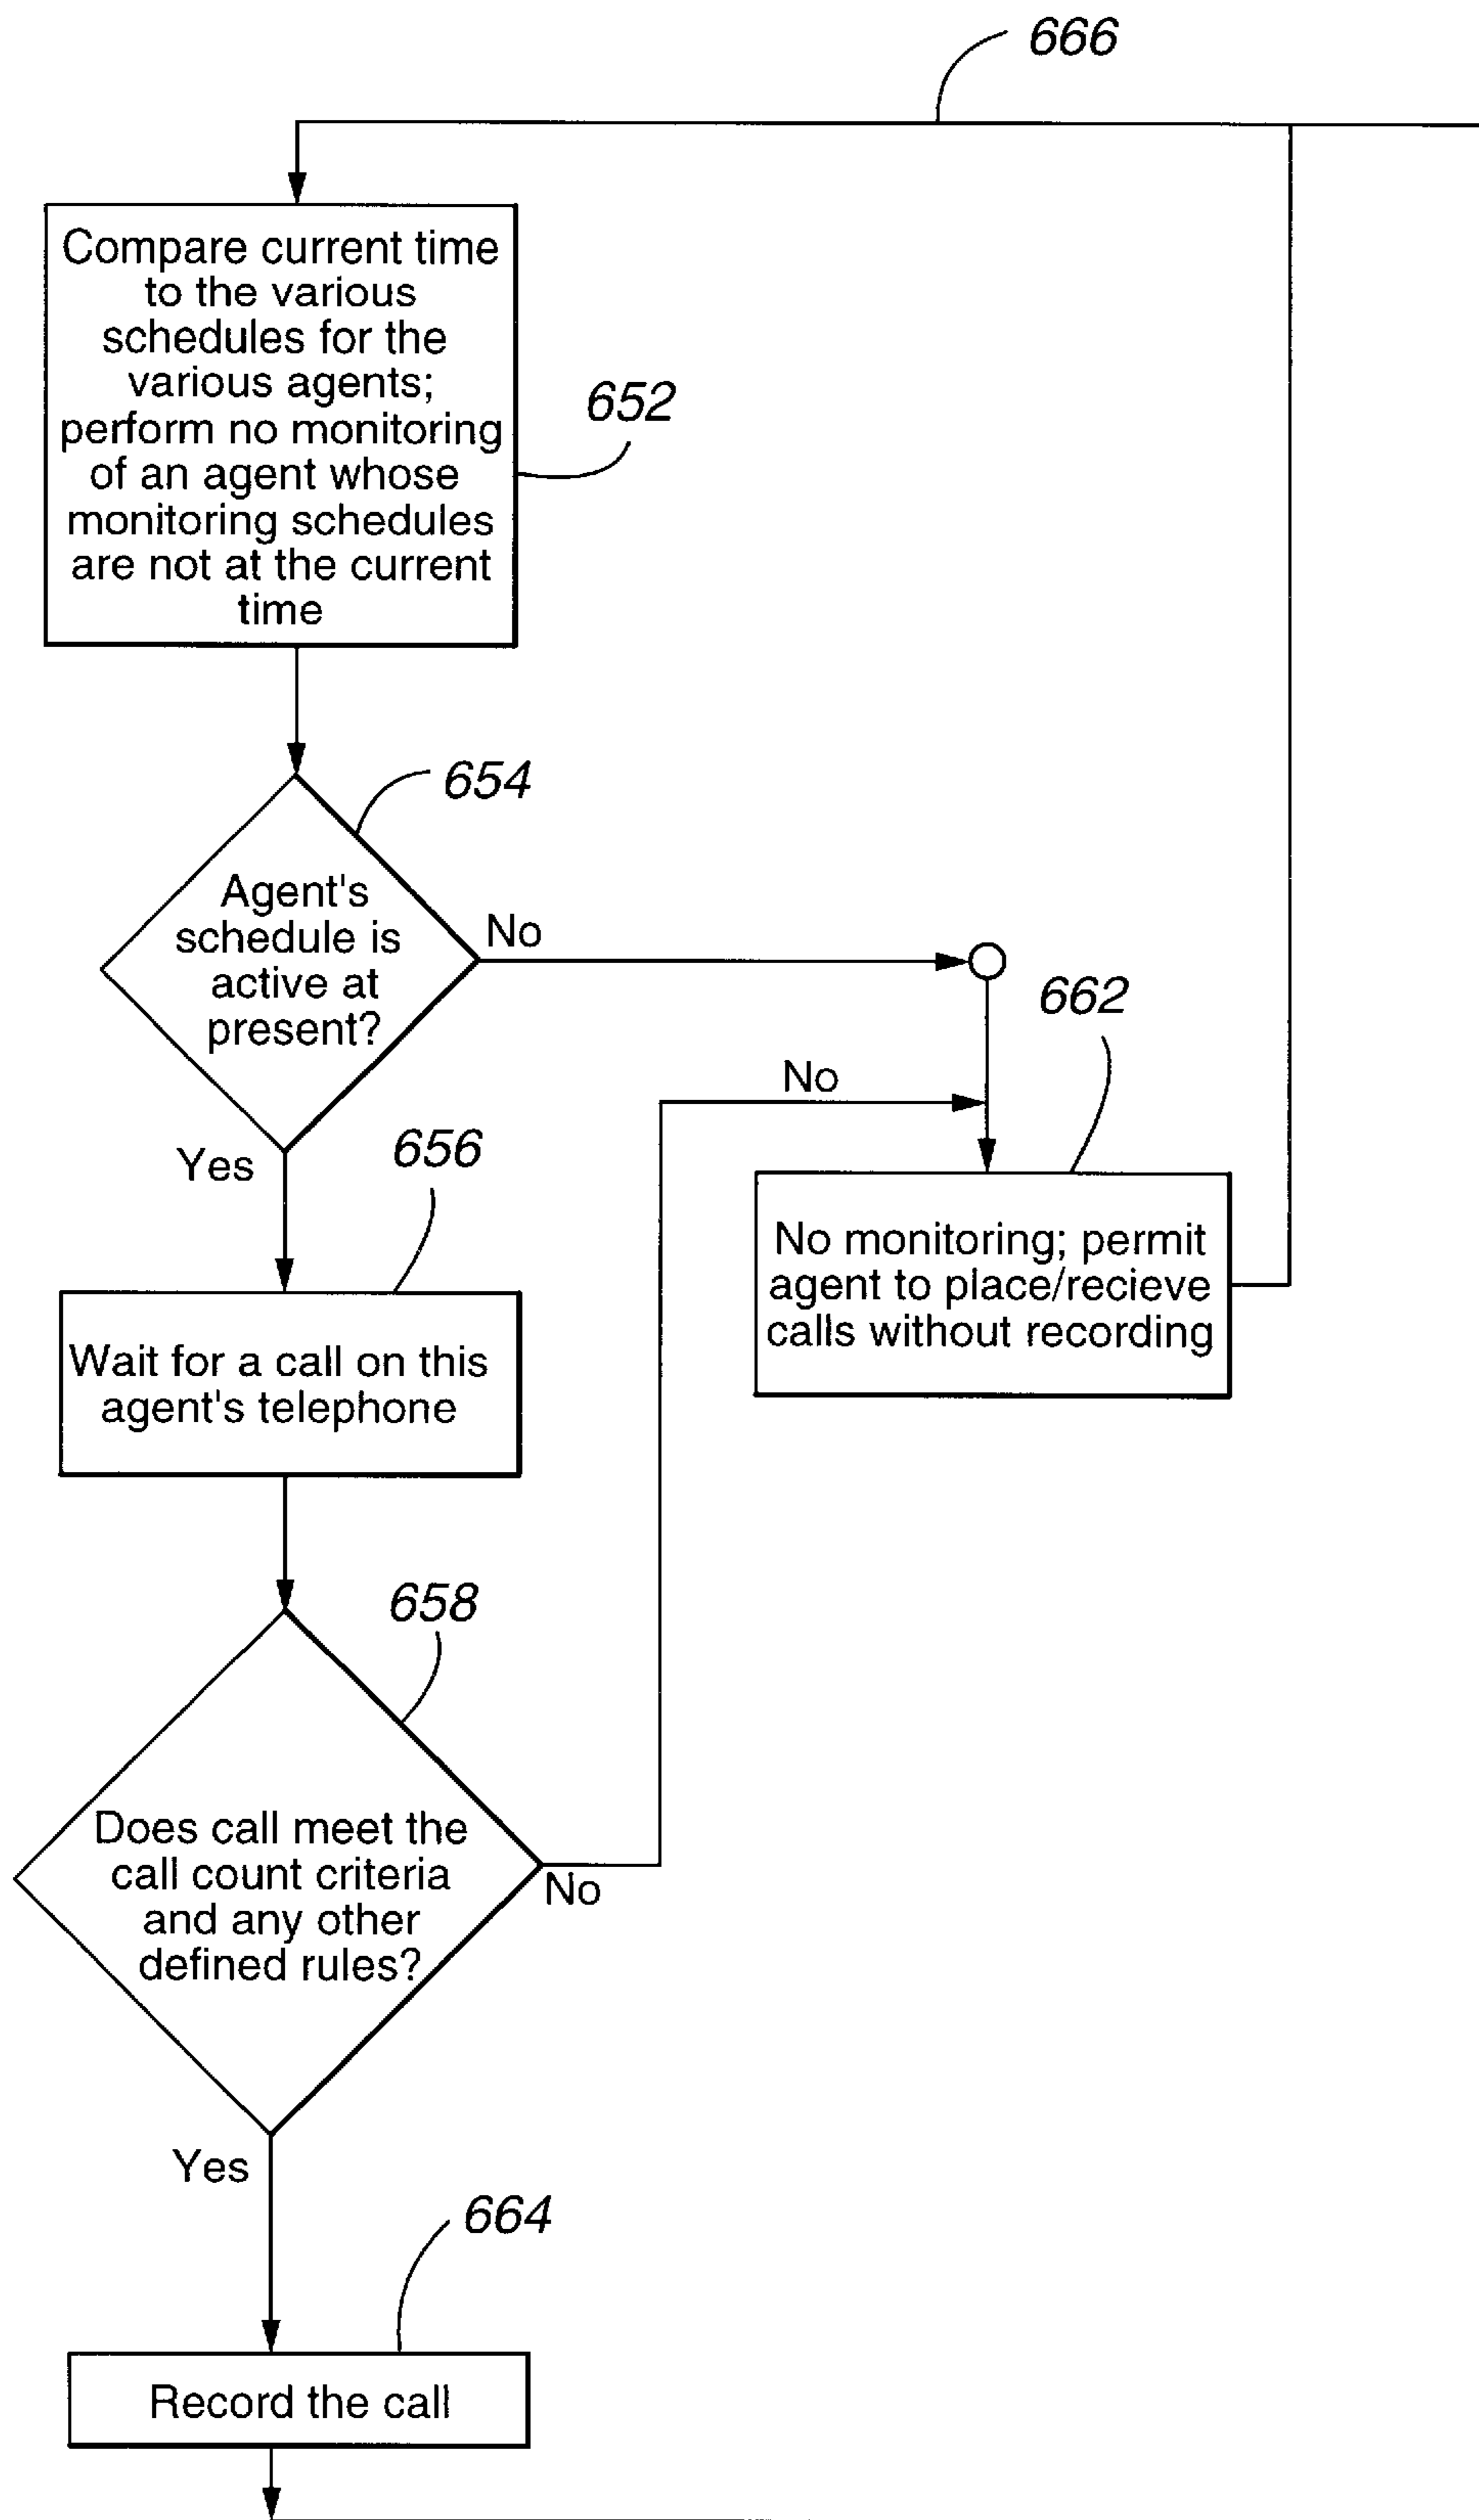 666
Compare current time
to the various
schedules for the
various agents;
perform no monitoring
of an agent whose
monitoring schedules
are not at the current
time
652
654
Agent's
schedule is
active at
present?
No
662
No
Yes
656
No monitoring; permit
agent to place/recieve
calls without recording
Wait for a call on this
agent's telephone
658
Does call meet the
call count criteria
and any other
defined rules?
No
Yes
664
Record the call